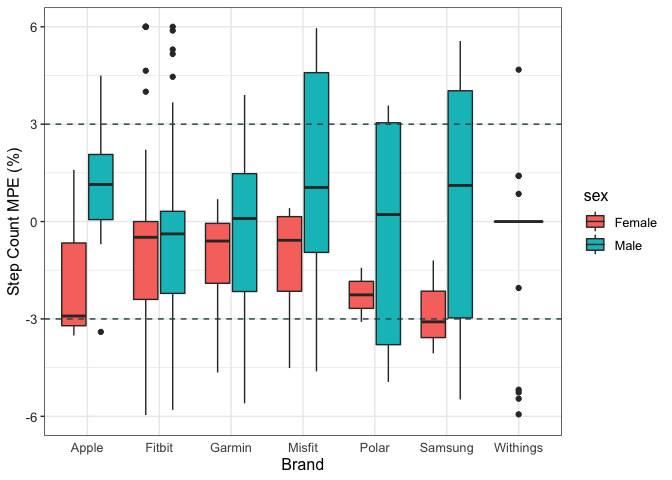 Step Count MPE (%)
6
3
0
-3
-6
Apple Fitbit Garmin Misfit Polar Samsung Withings
Brand
sex
Female
Male